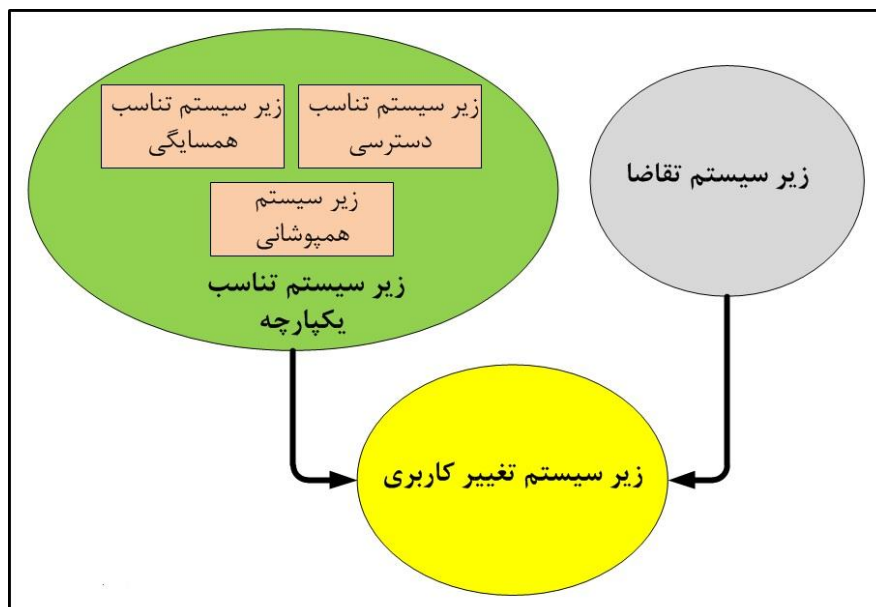 زیر سیستم تناسب
دسترسی
زیر سیستم تناسب
همسایگی
زیر سیستم
همپوشانی
زیر سیستم تناسب
یکپارچه
زیر سیستم تقاضا
زیر سیستم تغییر کاربری